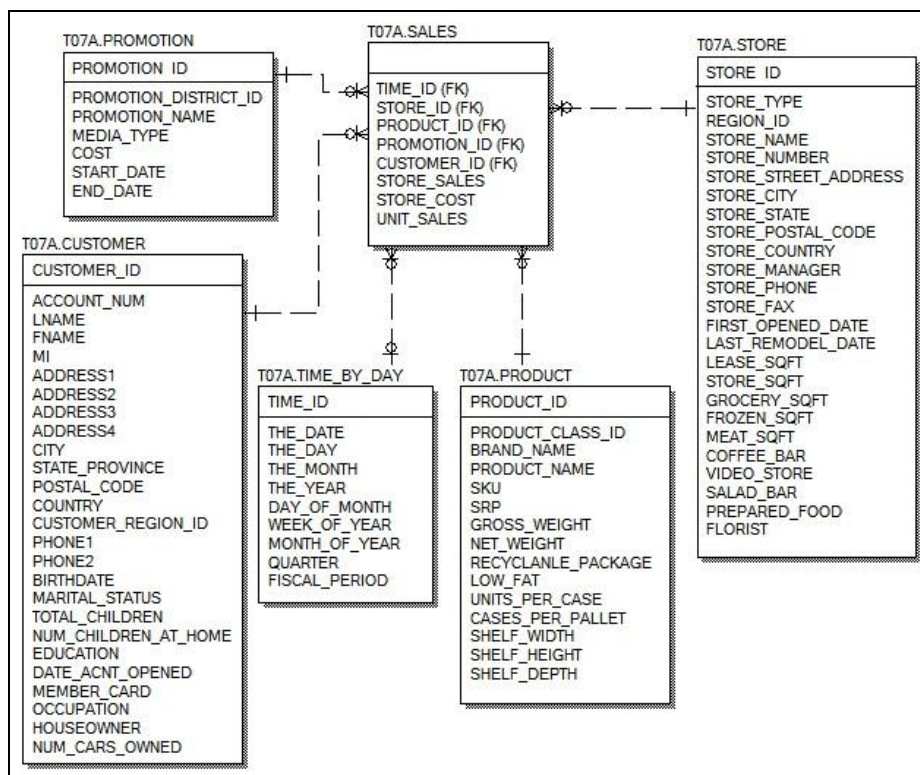 T07A.PROMOTION
PROMOTION_ID
PROMOTION_DISTRICT_ID
PROMOTION_NAME
MEDIA_TYPE
COST
START_DATE
END_DATE
T07A.SALES
TIME_ID (FK)
STORE_ID (FK)
PRODUCT_ID (FK)
PROMOTION_ID (FK)
CUSTOMER_ID (FK)
STORE_SALES
STORE_COST
UNIT_SALES
T07A.STORE
STORE_ID
STORE_TYPE
REGION_ID
STORE_NAME
STORE_NUMBER
STORE_STREET_ADDRESS
STORE_CITY
STORE_STATE
STORE_POSTAL_CODE
STORE_COUNTRY
STORE_MANAGER
STORE_PHONE
STORE_FAX
FIRST_OPENED_DATE
LAST_REMODEL_DATE
LEASE_SQFT
STORE_SQFT
GROCERY_SQFT
FROZEN_SQFT
MEAT_SQFT
COFFEE_BAR
VIDEO_STORE
SALAD_BAR
PREPARED_FOOD
FLORIST
T07A.CUSTOMER
CUSTOMER_ID
ACCOUNT_NUM
LNAME
FNAME
MI
ADDRESS1
ADDRESS2
ADDRESS3
ADDRESS4
CITY
STATE_PROVINCE
POSTAL_CODE
COUNTRY
CUSTOMER_REGION_ID
PHONE1
PHONE2
BIRTHDATE
MARITAL_STATUS
TOTAL_CHILDREN
NUM_CHILDREN_AT_HOME
EDUCATION
DATE_ACNT_OPENED
MEMBER_CARD
OCCUPATION
HOUSEOWNER
NUM_CARS_OWNED
T07A.TIME_BY_DAY
TIME_ID
THE_DATE
THE_DAY
THE_MONTH
THE_YEAR
DAY_OF_MONTH
WEEK_OF_YEAR
MONTH_OF_YEAR
QUARTER
FISCAL_PERIOD
T07A.PRODUCT
PRODUCT_ID
PRODUCT_CLASS_ID
BRAND_NAME
PRODUCT_NAME
SKU
SRP
GROSS_WEIGHT
NET_WEIGHT
RECYCLANLE_PACKAGE
LOW_FAT
UNITS_PER_CASE
CASES_PER_PALLET
SHELF_WIDTH
SHELF_HEIGHT
SHELF_DEPTH